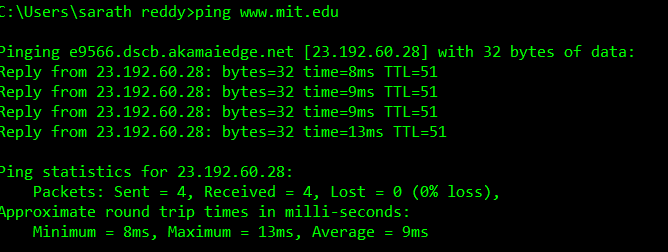 C:\Users\sarath reddy>ping www.mit.edu
Pinging e9566.dscb.akamaiedge.net [23.192.60.28] with 32 bytes of data:
Reply from 23.192.60.28: bytes=32 time=8ms TTL=51
Reply from 23.192.60.28: bytes=32 time=9ms TTL=51
Reply from 23.192.60.28: bytes=32 time=9ms TTL=51
Reply from 23.192.60.28: bytes=32 time=13ms TTL=51
Ping statistics for 23.192.60.28:
    Packets: Sent = 4, Received = 4, Lost = 0 (0% loss),
Approximate round trip times in milli-seconds:
    Minimum = 8ms, Maximum = 13ms, Average = 9ms